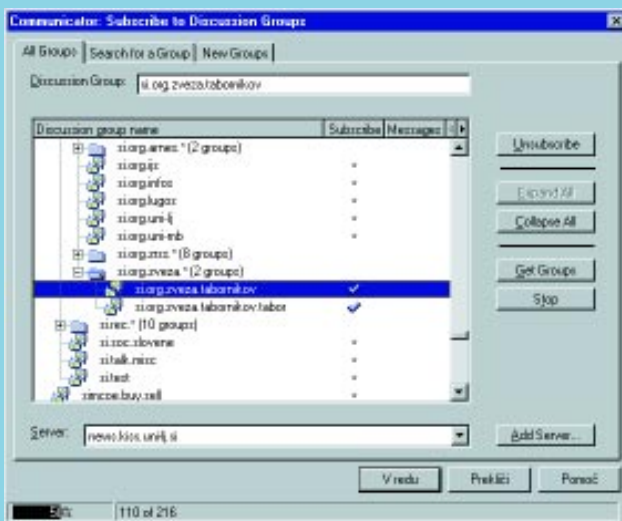 Communicator: Subscribe to Discussion Groups
All Groups Search for a Group New Groups
Discussion Group: si.org.zveza.tabornikov
Discussion group name Subscribe Messages
si.org.arnes.* (2 groups)
si.org.ijs
si.org.infos
si.org.lugos
si.org.uni-lj
si.org.uni-mb
si.org.zrss.* (8 groups)
si.org.zveza.* (2 groups)
si.org.zveza.tabornikov
si.org.zveza.tabornikov.tabor
si.rec.* (10 groups)
si.soc.slovene
si.talk.misc
si.test
simcoe.buy.sell
Unsubscribe
Expand All
Collapse All
Get Groups
Stop
Server: news.kiss.uni-lj.si
Add Server...
V redu Prekliči Pomoč
50% 110 of 216